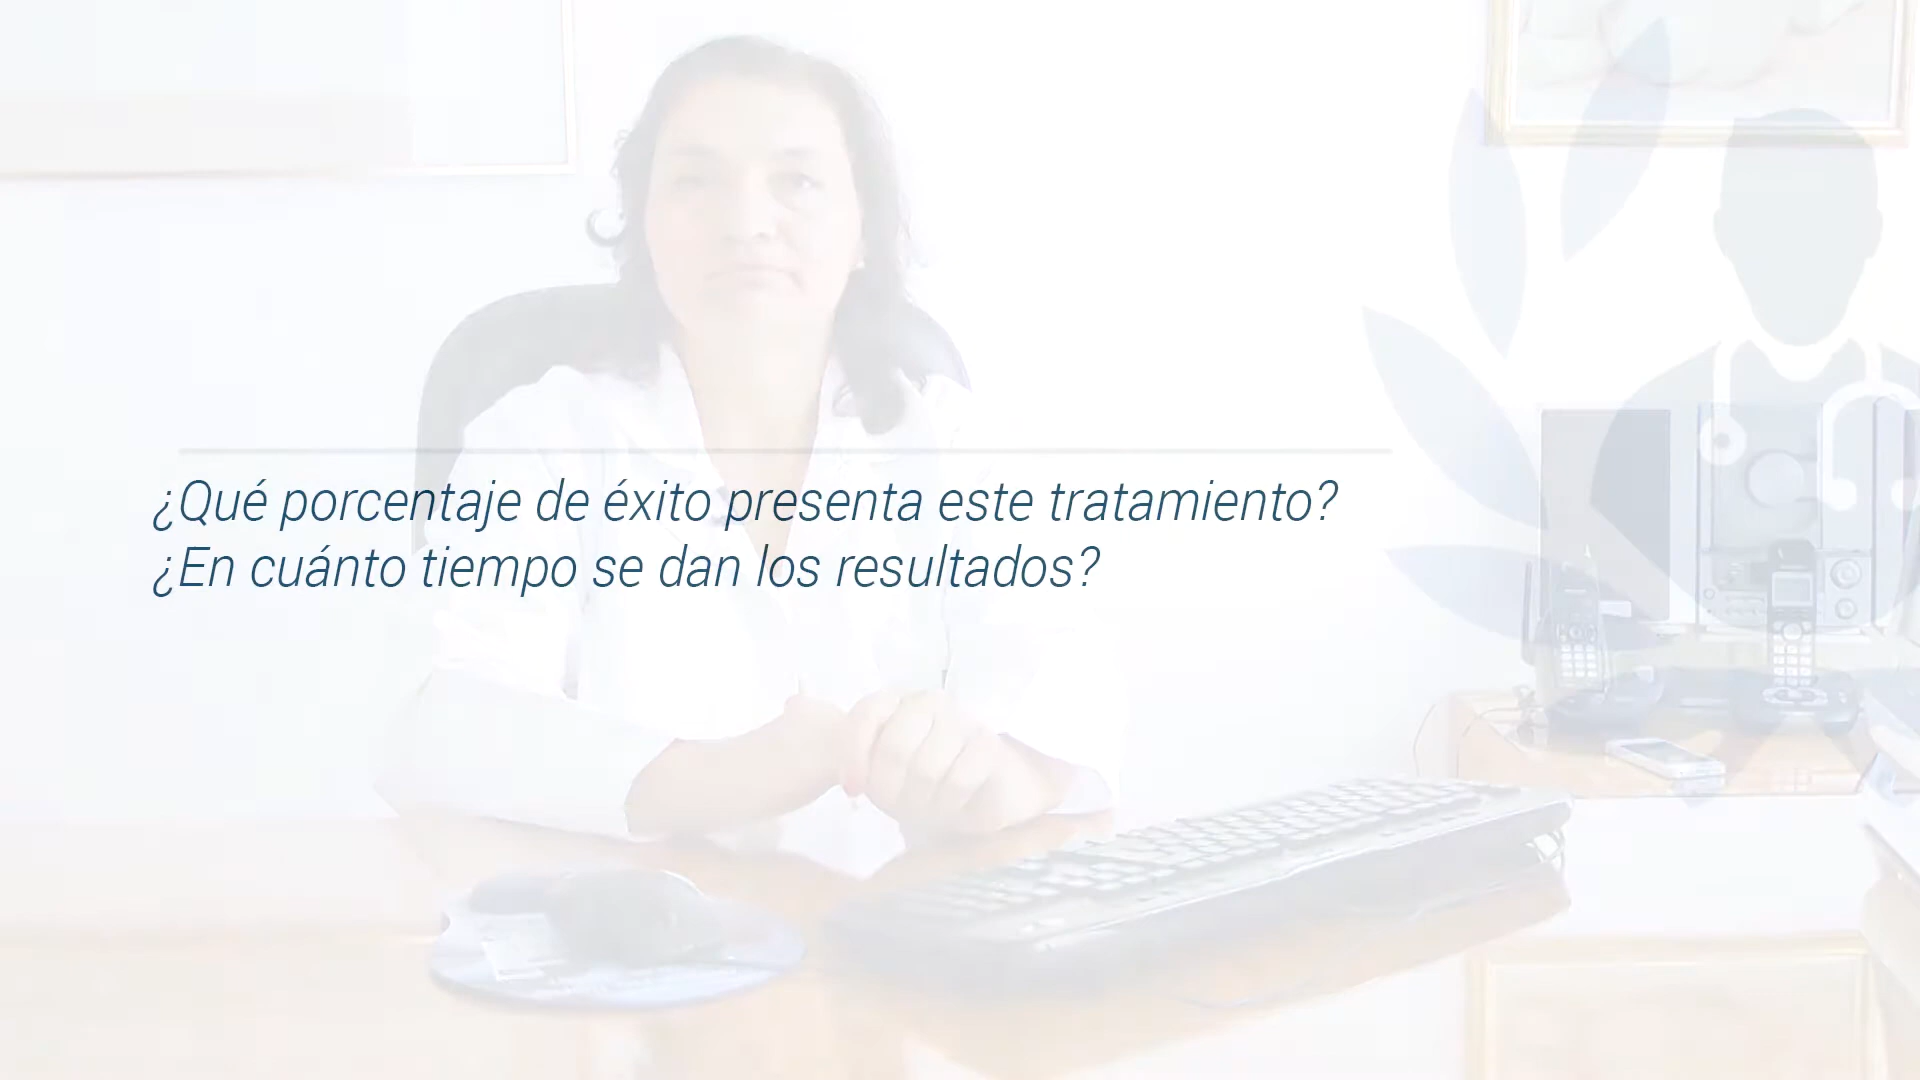 ¿Qué porcentaje de éxito presenta este tratamiento?
¿En cuánto tiempo se dan los resultados?